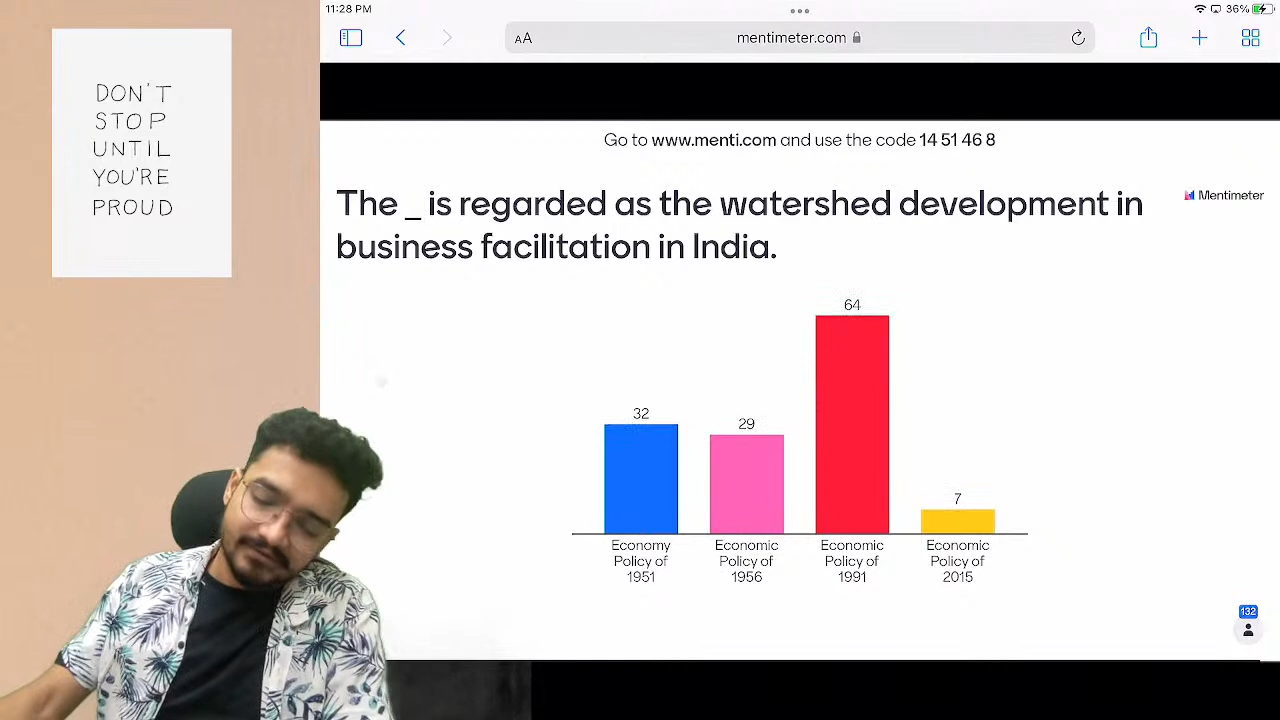 DON'T
STOP
UNTIL
YOU'RE
PROUD
11:28 PM
36%
AA
mentimeter.com
Go to www.menti.com and use the code 14 51 46 8
The _ is regarded as the watershed development in
business facilitation in India.
Mentimeter
64
32
29
7
Economy
Policy of
1951
Economic
Policy of
1956
Economic
Policy of
1991
Economic
Policy of
2015
132